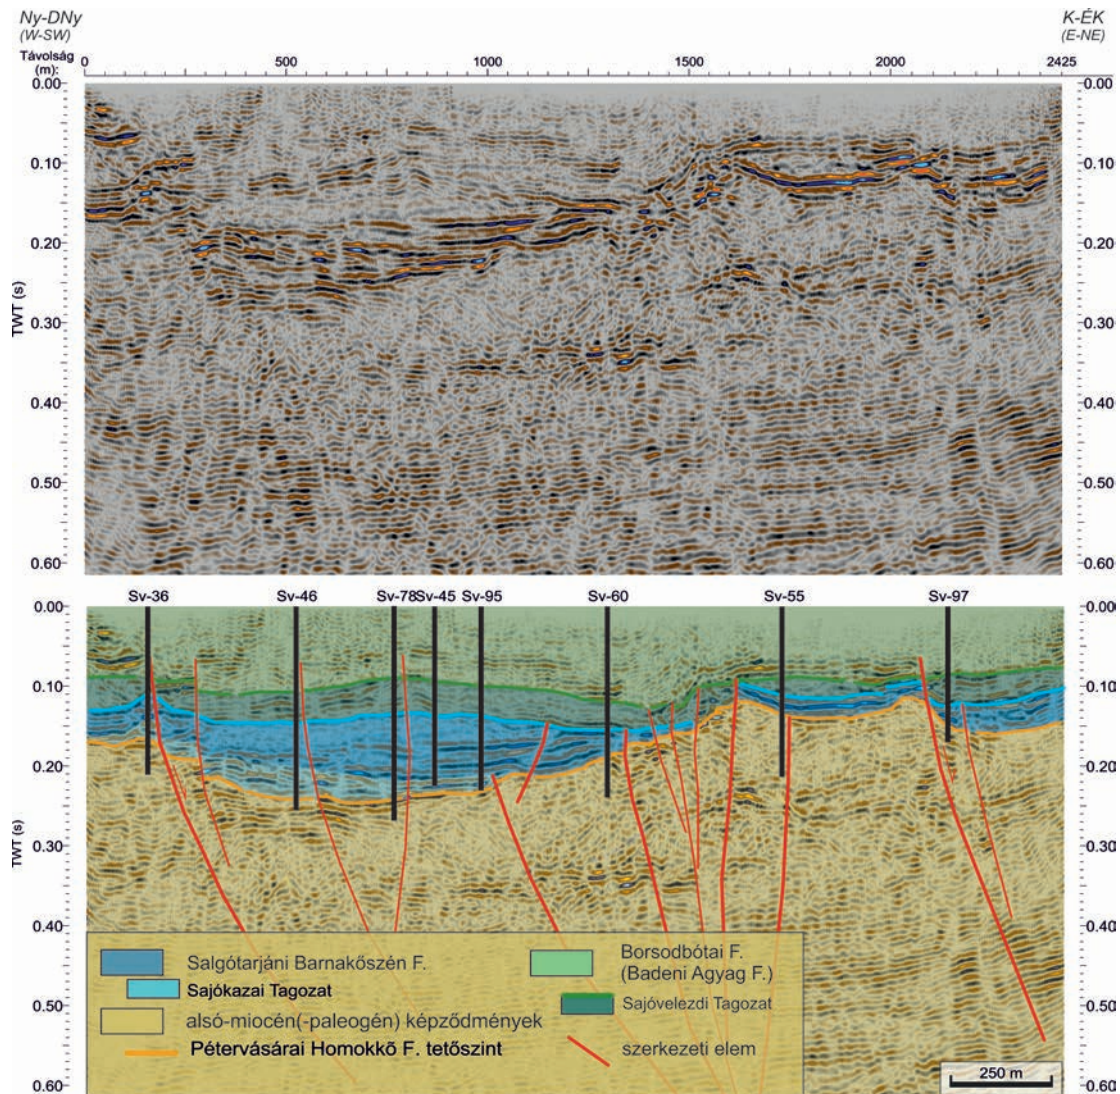 Ny-DNy
(W-SW)
K-ÉK
(E-NE)
Távolság
(m):
0 500 1000 1500 2000 2425
0.00 0.00
0.10 0.10
0.20 0.20
TWT (s)
0.30 0.30
0.40 0.40
0.50 0.50
0.60 0.60
Sv-36 Sv-46 Sv-78 Sv-45 Sv-95 Sv-60 Sv-55 Sv-97
0.00 0.00
0.10 0.10
0.20 0.20
TWT (s)
0.30 0.30
0.40 0.40
0.50 0.50
0.60 0.60
Salgótarjáni Barnakőszén F.
Sajókazai Tagozat
alsó-miocén(-paleogén) képződmények
Pétervásárai Homokkő F. tetőszint
Borsodbótai F.
(Badeni Agyag F.)
Sajóvelezdi Tagozat
szerkezeti elem
250 m